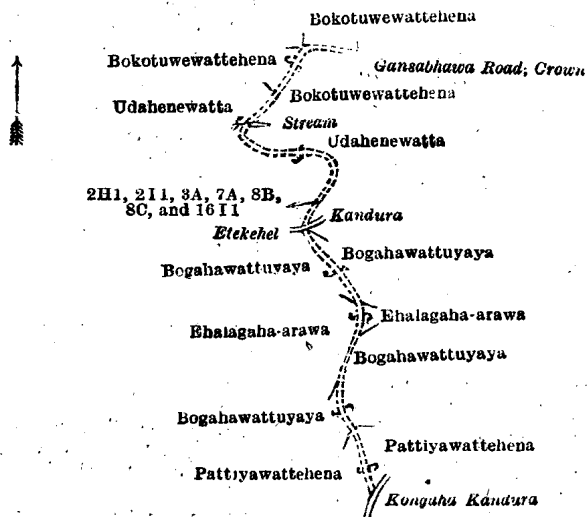 Bokotuwewattehena
Bokotuwewattehena
Gansabhawa Road, Crown
Bokotuwewattehena
Udahenewatta
Stream
Udahenewatta
2H1, 2I1, 3A, 7A, 8B,
8C, and 16I1
Kandura
Etekehel
Bogahawattuyaya
Bogahawattuyaya
Ehalagaha-arawa
Ehalagaha-arawa
Bogahawattuyaya
Bogahawattuyaya
Pattiyawattehena
Pattiyawattehena
Kongaha Kandura